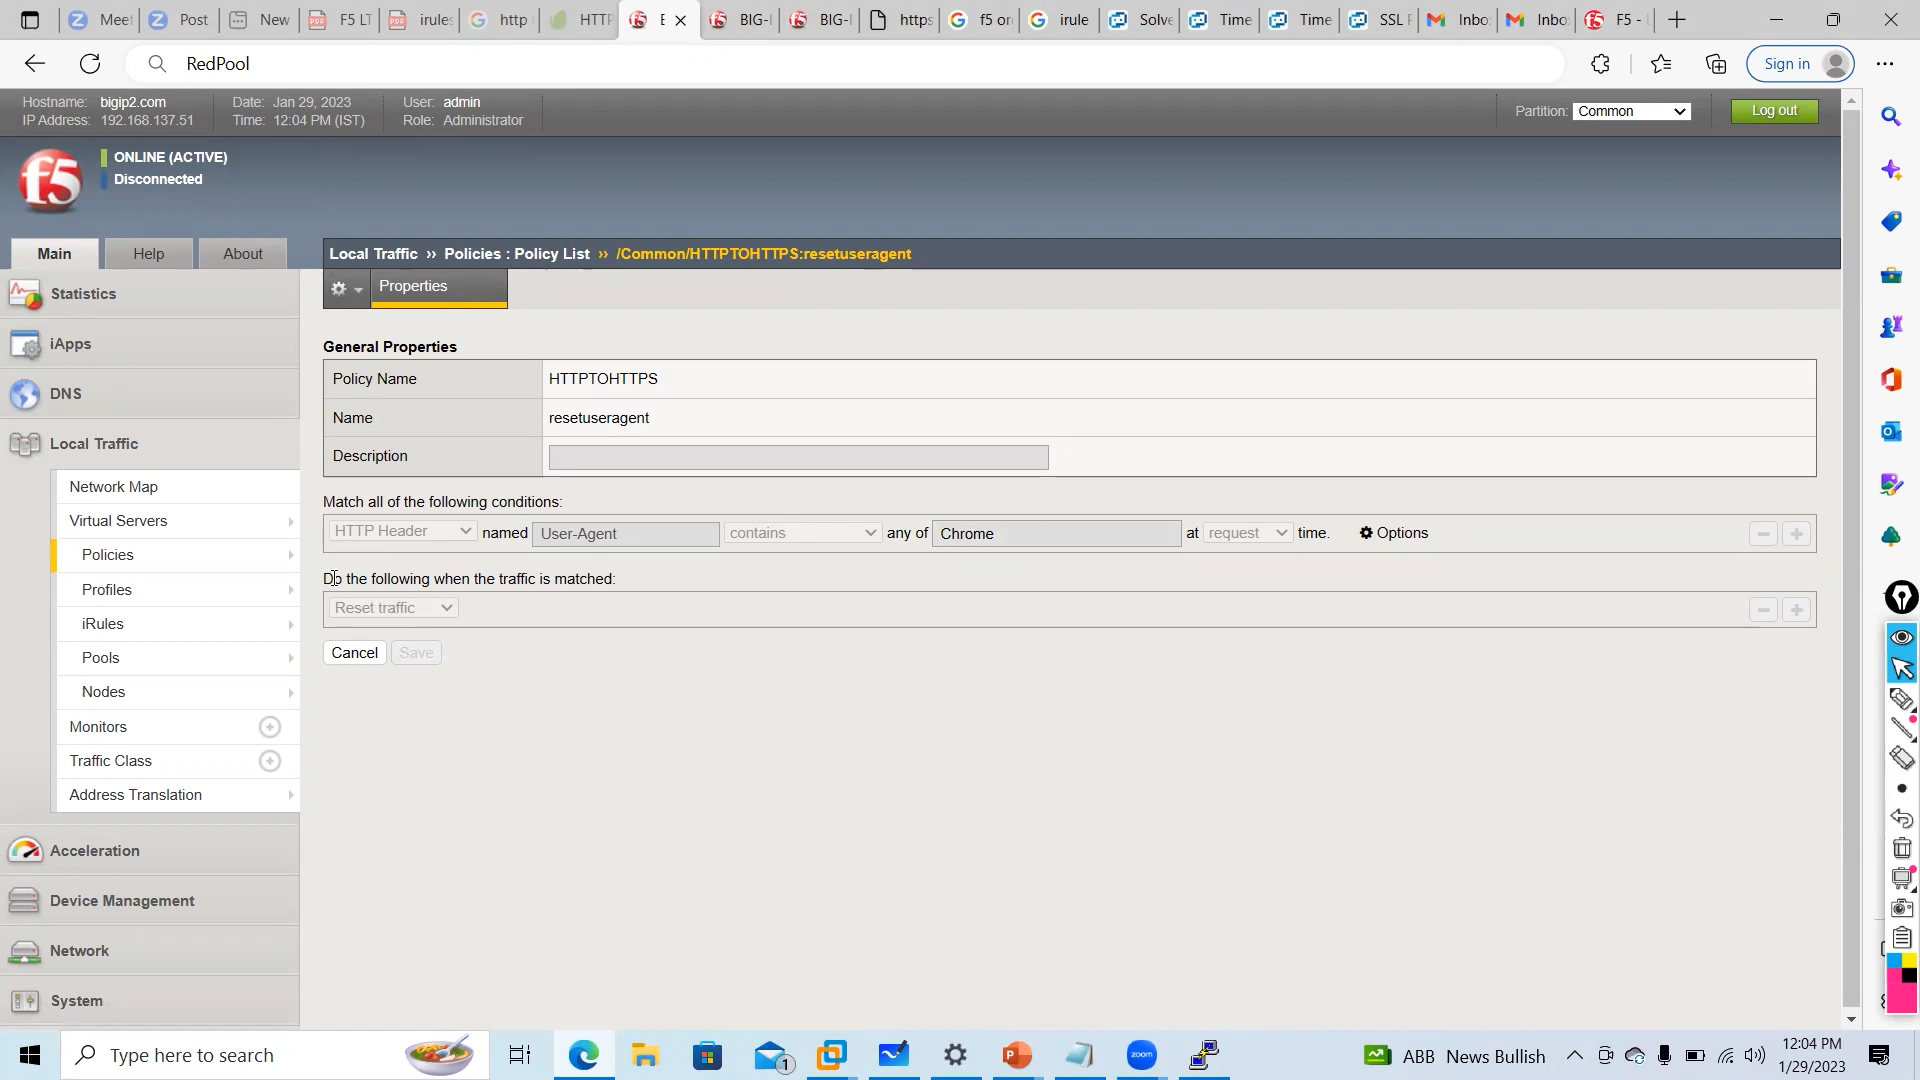 Meet
Post
New
F5 LT
irules
http
HTTP
E
BIG-I
BIG-I
https
f5 or
irule
Solve
Time
Time
SSL
Inbo
Inbo
F5 -
RedPool
Sign in
Hostname: bigip2.com
IP Address: 192.168.137.51
Date: Jan 29, 2023
Time: 12:04 PM (IST)
User: admin
Role: Administrator
Partition: Common
Log out
f5
ONLINE (ACTIVE)
Disconnected
Main
Help
About
Local Traffic ›› Policies : Policy List ›› /Common/HTTPTOHTTPS:resetuseragent
Properties
Statistics
iApps
DNS
Local Traffic
Network Map
Virtual Servers
Policies
Profiles
iRules
Pools
Nodes
Monitors
Traffic Class
Address Translation
Acceleration
Device Management
Network
System
General Properties
Policy Name HTTPTOHTTPS
Name resetuseragent
Description
Match all of the following conditions:
HTTP Header named User-Agent contains any of Chrome at request time. Options
Do the following when the traffic is matched:
Reset traffic
Cancel Save
Type here to search
1
zoom
ABB News Bullish
12:04 PM
1/29/2023